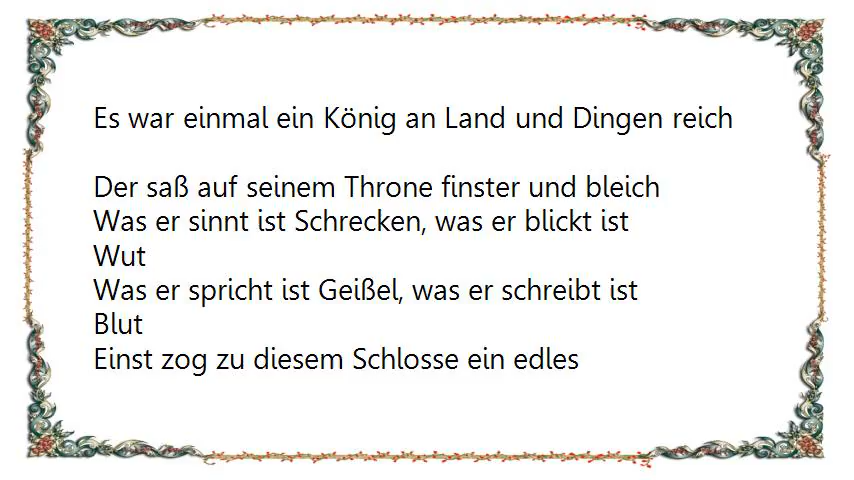 Es war einmal ein König an Land und Dingen reich
Der saß auf seinem Throne finster und bleich
Was er sinnt ist Schrecken, was er blickt ist
Wut
Was er spricht ist Geißel, was er schreibt ist
Blut
Einst zog zu diesem Schlosse ein edles